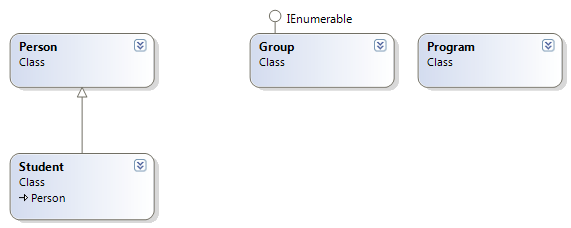 IEnumerable
Person
Class
Group
Class
Program
Class
Student
Class
Person